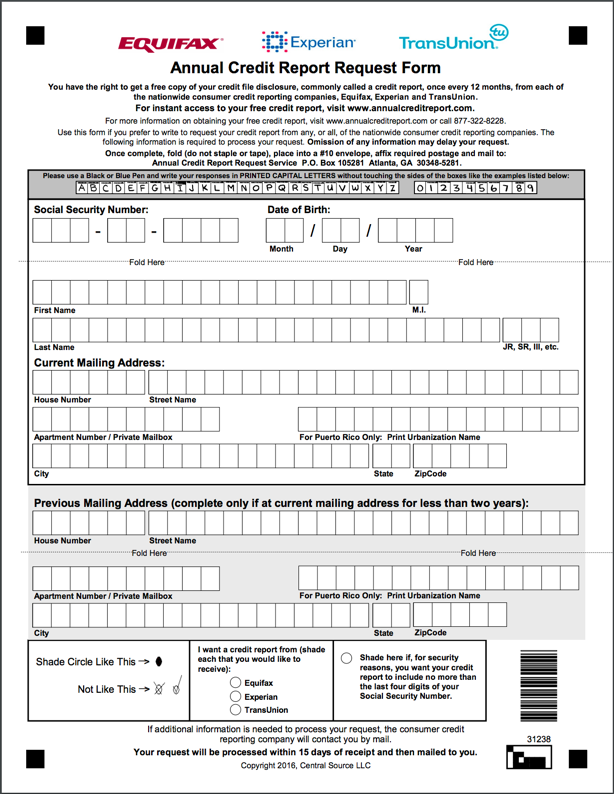 EQUIFAX Experian TransUnion tu
Annual Credit Report Request Form
You have the right to get a free copy of your credit file disclosure, commonly called a credit report, once every 12 months, from each of
the nationwide consumer credit reporting companies, Equifax, Experian and TransUnion.
For instant access to your free credit report, visit www.annualcreditreport.com.
For more information on obtaining your free credit report, visit www.annualcreditreport.com or call 877-322-8228.
Use this form if you prefer to write to request your credit report from any, or all, of the nationwide consumer credit reporting companies. The
following information is required to process your request. Omission of any information may delay your request.
Once complete, fold (do not staple or tape), place into a #10 envelope, affix required postage and mail to:
Annual Credit Report Request Service P.O. Box 105281 Atlanta, GA 30348-5281.
Please use a Black or Blue Pen and write your responses in PRINTED CAPITAL LETTERS without touching the sides of the boxes like the examples listed below:
A B C D E F G H I J K L M N O P Q R S T U V W X Y Z 0 1 2 3 4 5 6 7 8 9
Social Security Number: Date of Birth:
- - / /
Month Day Year
Fold Here Fold Here
First Name M.I.
Last Name JR, SR, III, etc.
Current Mailing Address:
House Number Street Name
Apartment Number / Private Mailbox For Puerto Rico Only: Print Urbanization Name
City State ZipCode
Previous Mailing Address (complete only if at current mailing address for less than two years):
House Number Street Name
Fold Here Fold Here
Apartment Number / Private Mailbox For Puerto Rico Only: Print Urbanization Name
City State ZipCode
Shade Circle Like This →
Not Like This →
I want a credit report from (shade
each that you would like to
receive):
Equifax
Experian
TransUnion
Shade here if, for security
reasons, you want your credit
report to include no more than
the last four digits of your
Social Security Number.
If additional information is needed to process your request, the consumer credit
reporting company will contact you by mail.
31238
Your request will be processed within 15 days of receipt and then mailed to you.
Copyright 2016, Central Source LLC